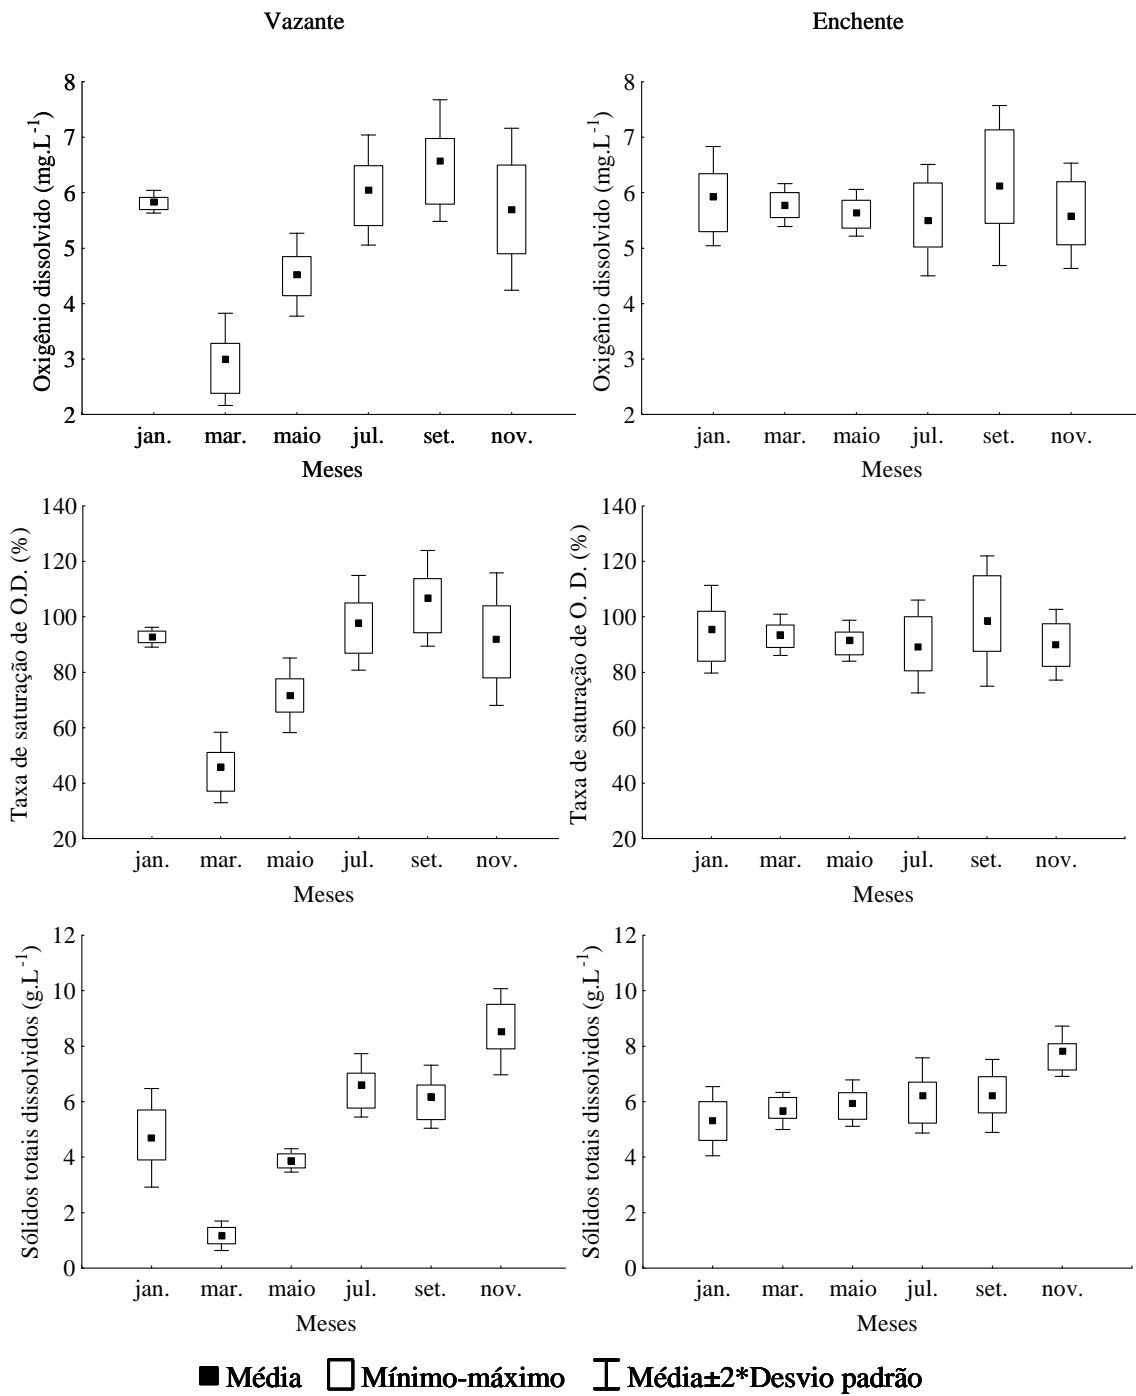 Vazante
Enchente
Oxigênio dissolvido (mg.L-1)
8
7
6
5
4
3
2
jan. mar. maio jul. set. nov.
Meses
Oxigênio dissolvido (mg.L-1)
8
7
6
5
4
3
2
jan. mar. maio jul. set. nov.
Meses
Taxa de saturação de O.D. (%)
140
120
100
80
60
40
20
jan. mar. maio jul. set. nov.
Meses
Taxa de saturação de O. D. (%)
140
120
100
80
60
40
20
jan. mar. maio jul. set. nov.
Meses
Sólidos totais dissolvidos (g.L-1)
12
10
8
6
4
2
0
jan. mar. maio jul. set. nov.
Meses
Sólidos totais dissolvidos (g.L-1)
12
10
8
6
4
2
0
jan. mar. maio jul. set. nov.
Meses
Média Mínimo-máximo Média±2*Desvio padrão